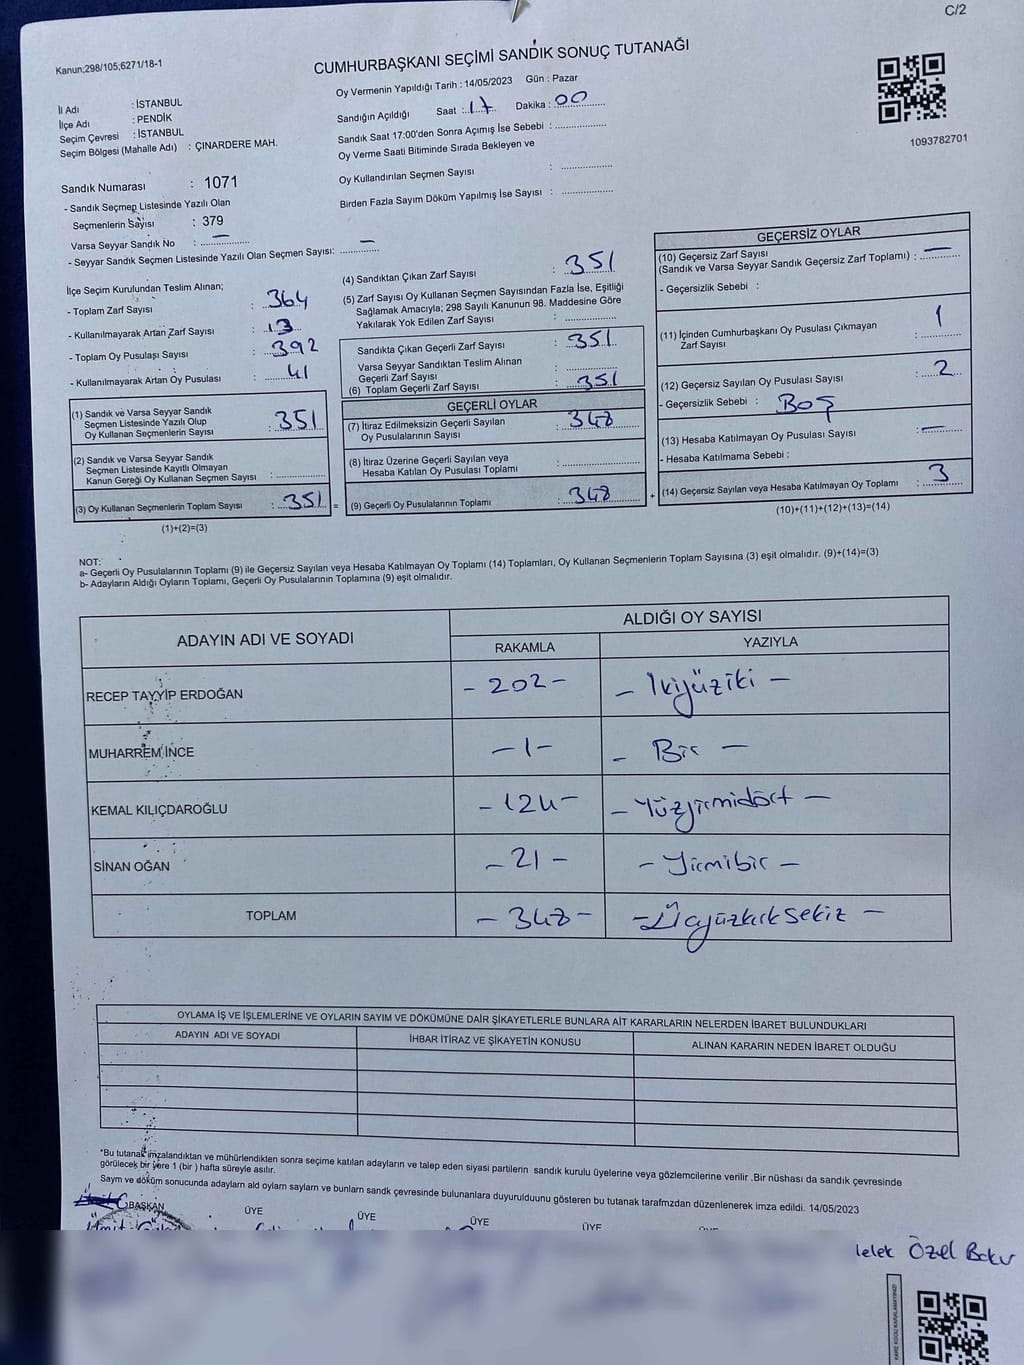 C/2
Kanun;298/105;6271/18-1
CUMHURBAŞKANI SEÇİMİ SANDIK SONUÇ TUTANAĞI
İl Adı : İSTANBUL
İlçe Adı : PENDİK
Seçim Çevresi : İSTANBUL
Seçim Bölgesi (Mahalle Adı) : ÇINARDERE MAH.
Sandık Numarası : 1071
- Sandık Seçmen Listesinde Yazılı Olan
Seçmenlerin Sayısı : 379
Varsa Seyyar Sandık No : —
- Seyyar Sandık Seçmen Listesinde Yazılı Olan Seçmen Sayısı: —
Oy Vermenin Yapıldığı Tarih : 14/05/2023 Gün : Pazar
Sandığın Açıldığı Saat : 17 Dakika : 00
Sandık Saat 17:00'den Sonra Açımış İse Sebebi :
Oy Verme Saati Bitiminde Sırada Bekleyen ve
Oy Kullandırılan Seçmen Sayısı :
Birden Fazla Sayım Döküm Yapılmış İse Sayısı :
1093782701
İlçe Seçim Kurulundan Teslim Alınan;
- Toplam Zarf Sayısı : 364
- Kullanılmayarak Artan Zarf Sayısı : 13
- Toplam Oy Pusulası Sayısı : 392
- Kullanılmayarak Artan Oy Pusulası : 41
(1) Sandık ve Varsa Seyyar Sandık
Seçmen Listesinde Yazılı Olup
Oy Kullanan Seçmenlerin Sayısı : 351
(2) Sandık ve Varsa Seyyar Sandık
Seçmen Listesinde Kayıtlı Olmayan
Kanun Gereği Oy Kullanan Seçmen Sayısı :
(3) Oy Kullanan Seçmenlerin Toplam Sayısı : 351 =
(1)+(2)=(3)
(4) Sandıktan Çıkan Zarf Sayısı : 351
(5) Zarf Sayısı Oy Kullanan Seçmen Sayısından Fazla İse, Eşitliği
Sağlamak Amacıyla; 298 Sayılı Kanunun 98. Maddesine Göre
Yakılarak Yok Edilen Zarf Sayısı :
Sandıkta Çıkan Geçerli Zarf Sayısı : 351
Varsa Seyyar Sandıktan Teslim Alınan
Geçerli Zarf Sayısı :
(6) Toplam Geçerli Zarf Sayısı : 351
GEÇERLİ OYLAR
(7) İtiraz Edilmeksizin Geçerli Sayılan
Oy Pusulalarının Sayısı : 348
(8) İtiraz Üzerine Geçerli Sayılan veya
Hesaba Katılan Oy Pusulası Toplamı :
(9) Geçerli Oy Pusulalarının Toplamı : 348 +
GEÇERSİZ OYLAR
(10) Geçersiz Zarf Sayısı
(Sandık ve Varsa Seyyar Sandık Geçersiz Zarf Toplamı) : —
- Geçersizlik Sebebi :
(11) İçinden Cumhurbaşkanı Oy Pusulası Çıkmayan
Zarf Sayısı : 1
(12) Geçersiz Sayılan Oy Pusulası Sayısı : 2
- Geçersizlik Sebebi : Boş
(13) Hesaba Katılmayan Oy Pusulası Sayısı : —
- Hesaba Katılmama Sebebi :
(14) Geçersiz Sayılan veya Hesaba Katılmayan Oy Toplamı : 3
(10)+(11)+(12)+(13)=(14)
NOT:
a- Geçerli Oy Pusulalarının Toplamı (9) ile Geçersiz Sayılan veya Hesaba Katılmayan Oy Toplamı (14) Toplamları, Oy Kullanan Seçmenlerin Toplam Sayısına (3) eşit olmalıdır. (9)+(14)=(3)
b- Adayların Aldığı Oyların Toplamı, Geçerli Oy Pusulalarının Toplamına (9) eşit olmalıdır.
ADAYIN ADI VE SOYADI ALDIĞI OY SAYISI
RAKAMLA YAZIYLA
RECEP TAYYİP ERDOĞAN - 202 - - İkiyüziki -
MUHARREM İNCE - 1 - - Bir -
KEMAL KILIÇDAROĞLU - 124 - - Yüzyirmidört -
SİNAN OĞAN - 21 - - Yirmibir -
TOPLAM - 348 - - Üçyüzkırksekiz -
OYLAMA İŞ VE İŞLEMLERİNE VE OYLARIN SAYIM VE DÖKÜMÜNE DAİR ŞİKAYETLERLE BUNLARA AİT KARARLARIN NELERDEN İBARET BULUNDUKLARI
ADAYIN ADI VE SOYADI İHBAR İTİRAZ VE ŞİKAYETİN KONUSU ALINAN KARARIN NEDEN İBARET OLDUĞU
*Bu tutanak imzalandıktan ve mühürlendikten sonra seçime katılan adayların ve talep eden siyasi partilerin sandık kurulu üyelerine veya gözlemcilerine verilir .Bir nüshası da sandık çevresinde
görülecek bir yere 1 (bir ) hafta süreyle asılır.
Sayım ve döküm sonucunda adayların ald oylam sayların ve bunların sandk çevresinde bulunanlara duyurulduunu gösteren bu tutanak tarafmzdan düzenlenerek imza edildi. 14/05/2023
BAŞKAN ÜYE ÜYE ÜYE ÜYE ÜYE
Özel